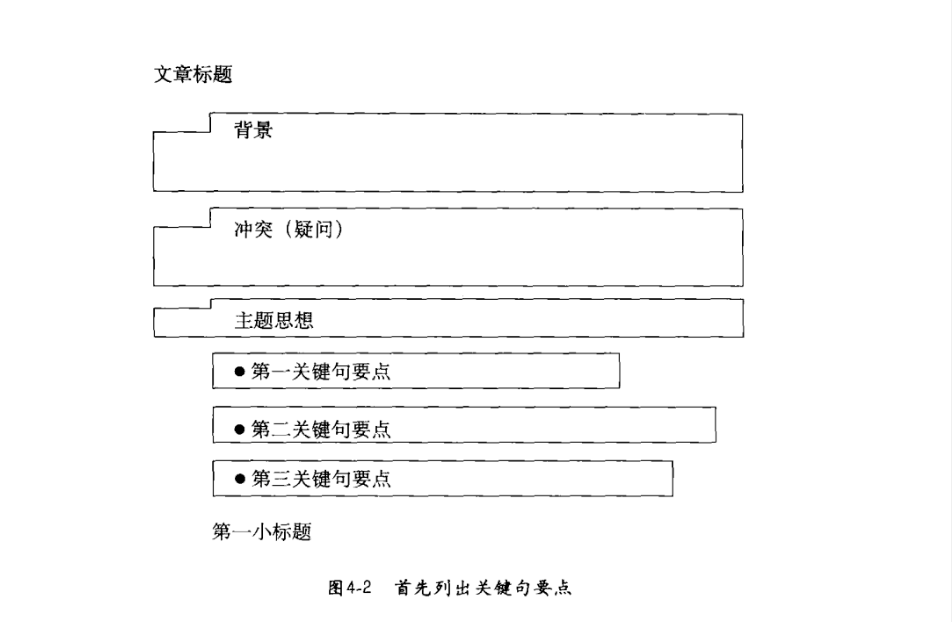 文章标题
背景
冲突（疑问）
主题思想
●第一关键句要点
●第二关键句要点
●第三关键句要点
第一小标题
图4-2 首先列出关键句要点